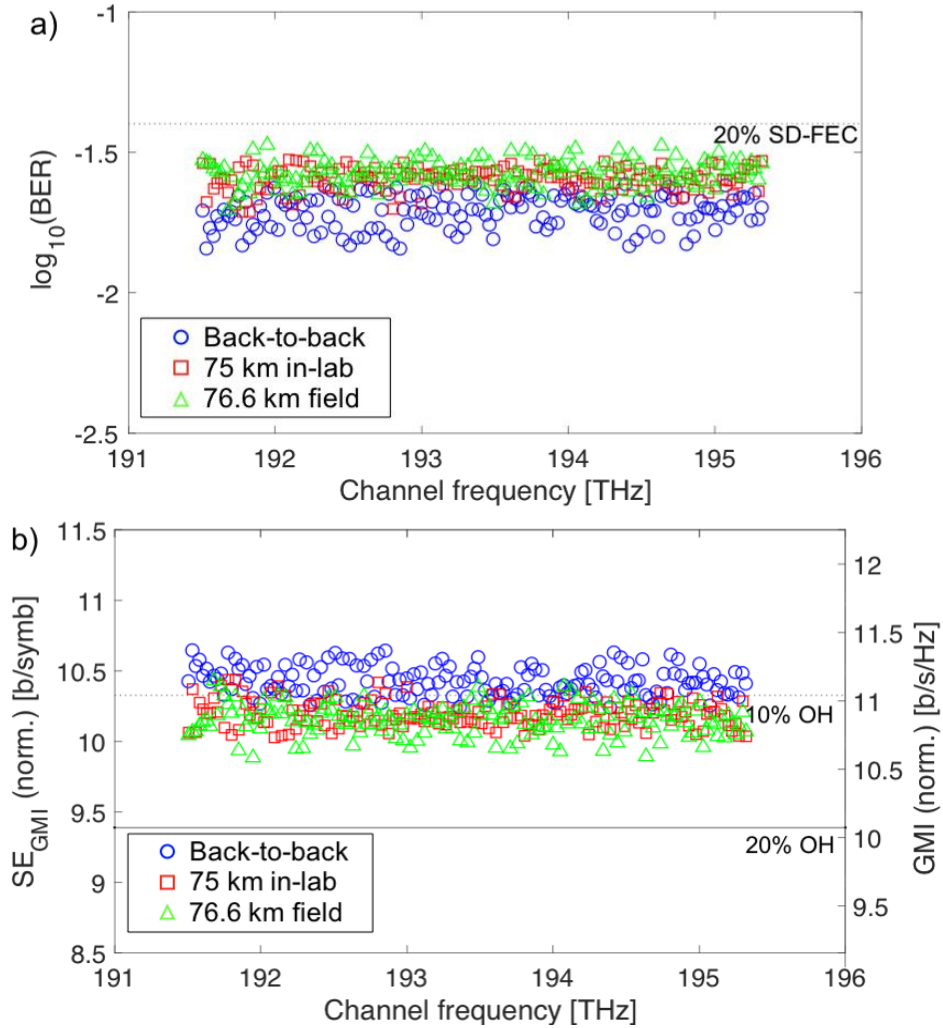 a)
-1
20% SD-FEC
-1.5
log10(BER)
-2
Back-to-back
75 km in-lab
76.6 km field
-2.5
191 192 193 194 195 196
Channel frequency [THz]
b)
11.5
12
11
11.5
10.5
11
10% OH
10
10.5
SE_GMI (norm.) [b/symb]
GMI (norm.) [b/s/Hz]
9.5
10
20% OH
Back-to-back
75 km in-lab
76.6 km field
9
9.5
8.5
191 192 193 194 195 196
Channel frequency [THz]